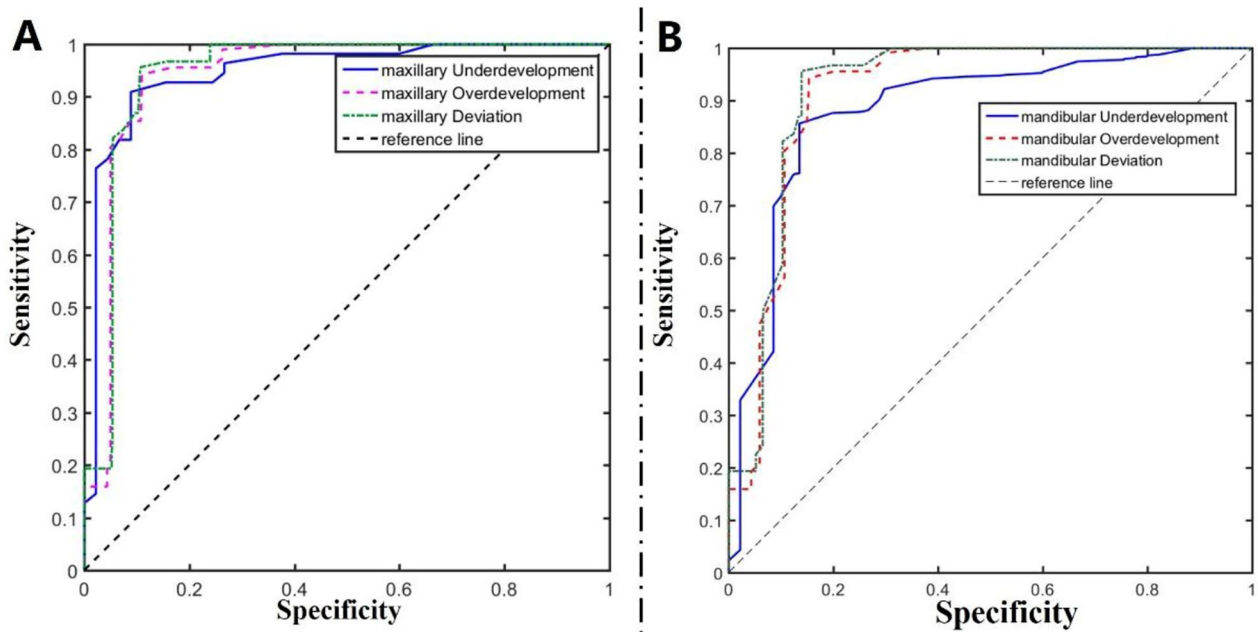 A
Sensitivity
1
0.9
0.8
0.7
0.6
0.5
0.4
0.3
0.2
0.1
0
maxillary Underdevelopment
maxillary Overdevelopment
maxillary Deviation
reference line
0 0.2 0.4 0.6 0.8 1
Specificity
B
Sensitivity
1
0.9
0.8
0.7
0.6
0.5
0.4
0.3
0.2
0.1
0
mandibular Underdevelopment
mandibular Overdevelopment
mandibular Deviation
reference line
0 0.2 0.4 0.6 0.8 1
Specificity